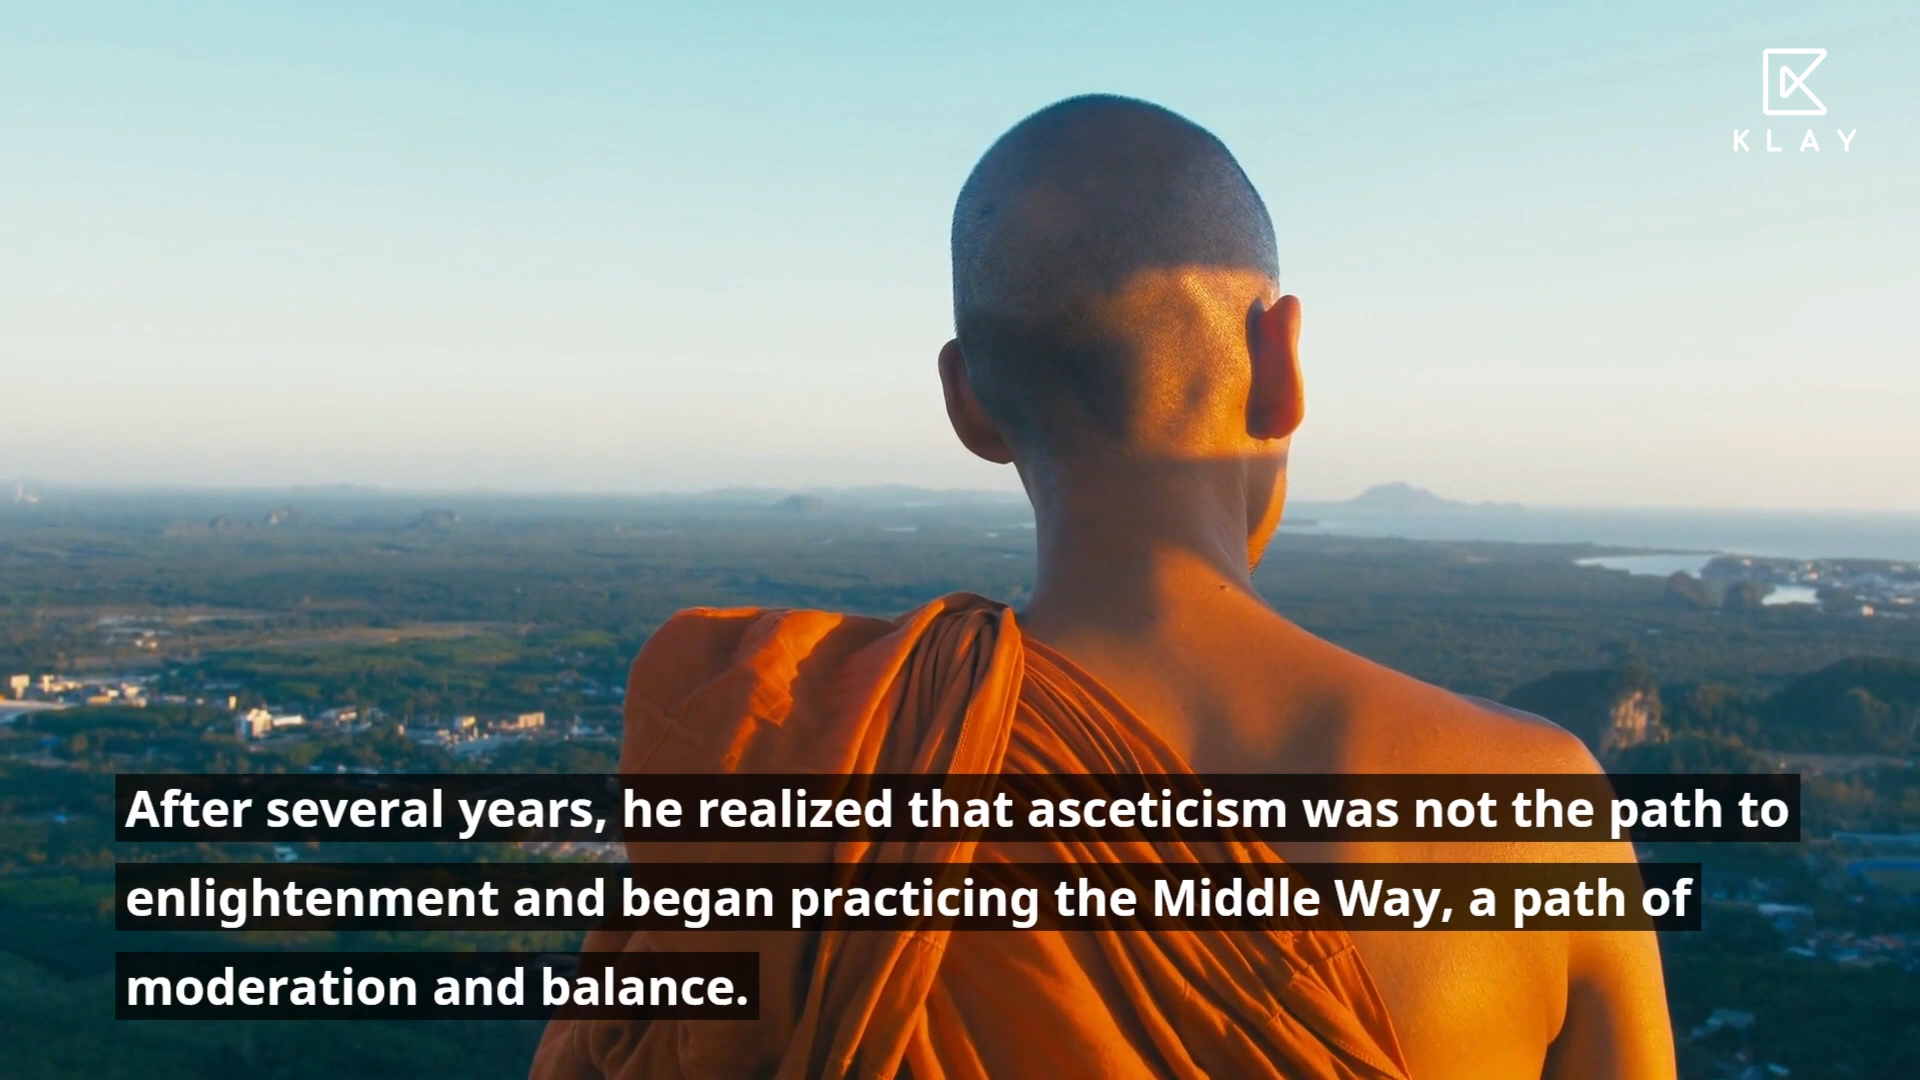 KLAY
After several years, he realized that asceticism was not the path to
enlightenment and began practicing the Middle Way, a path of
moderation and balance.